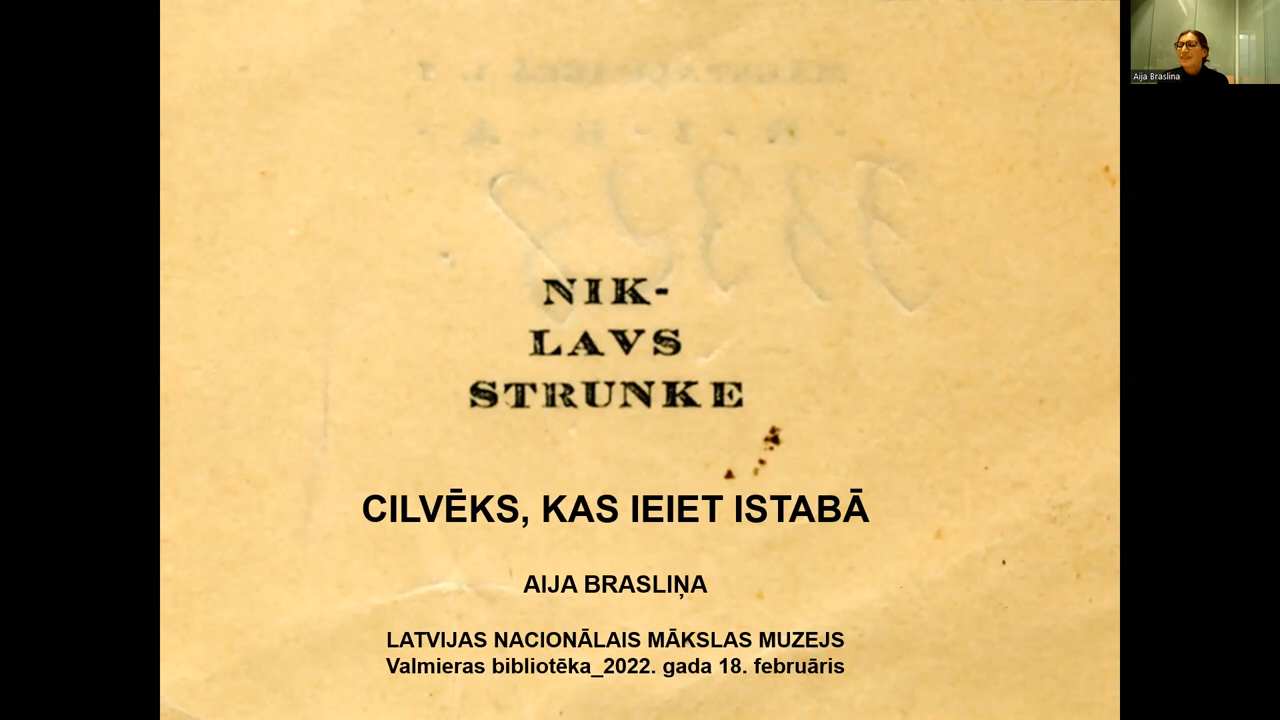 NIK-
LAVS
STRUNKE
CILVĒKS, KAS IEIET ISTABĀ
AIJA BRASLIŅA
LATVIJAS NACIONĀLAIS MĀKSLAS MUZEJS
Valmieras bibliotēka_2022. gada 18. februāris
Aija Braslina